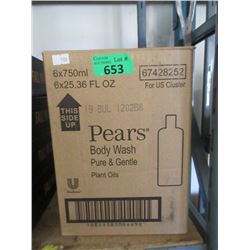 Lot #
653
6x750ml
6x25.36 FL OZ
67428252
For US Cluster
THIS
SIDE
UP
Pears®
Body Wash
Pure & Gentle
Plant Oils